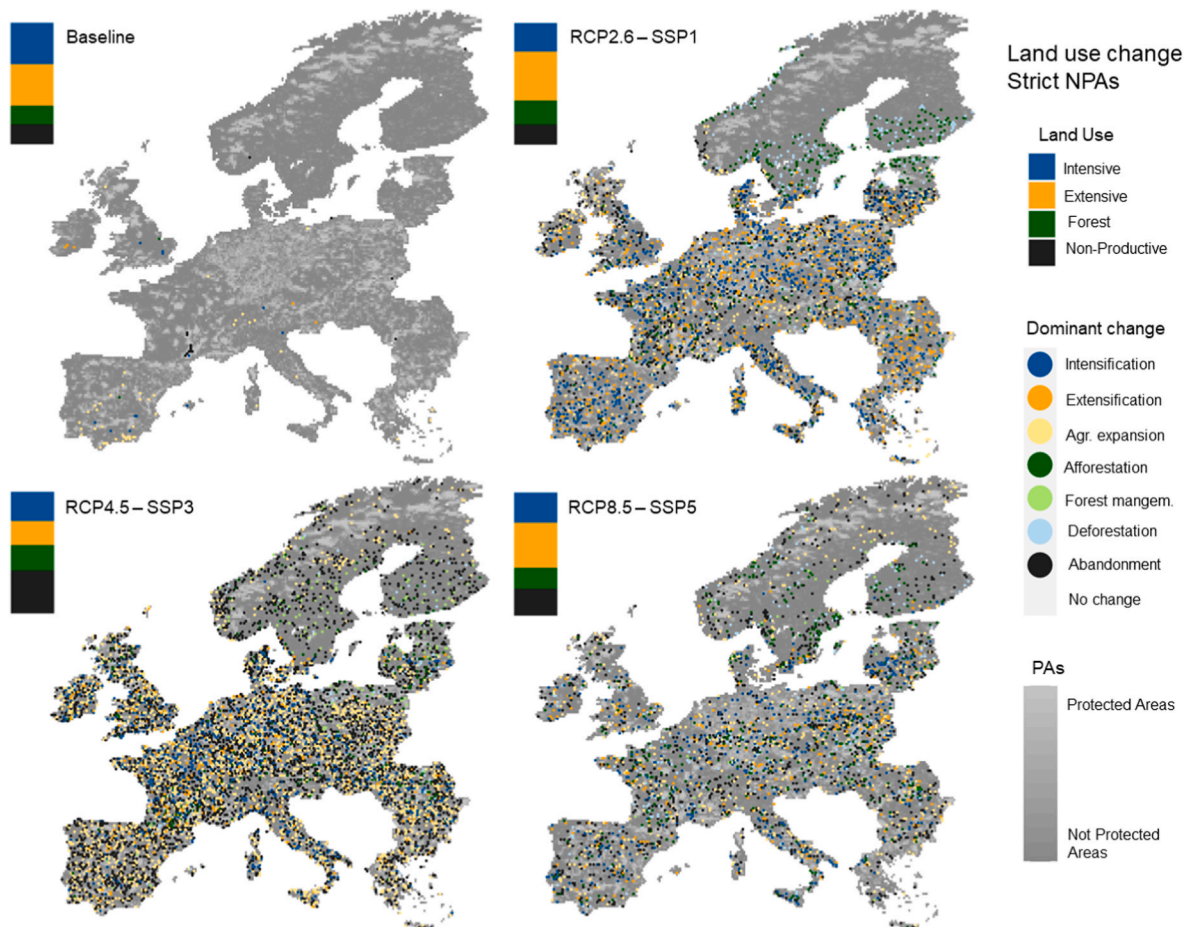 Baseline
RCP2.6 – SSP1
RCP4.5 – SSP3
RCP8.5 – SSP5
Land use change
Strict NPAs
Land Use
Intensive
Extensive
Forest
Non-Productive
Dominant change
Intensification
Extensification
Agr. expansion
Afforestation
Forest mangem.
Deforestation
Abandonment
No change
PAs
Protected Areas
Not Protected
Areas